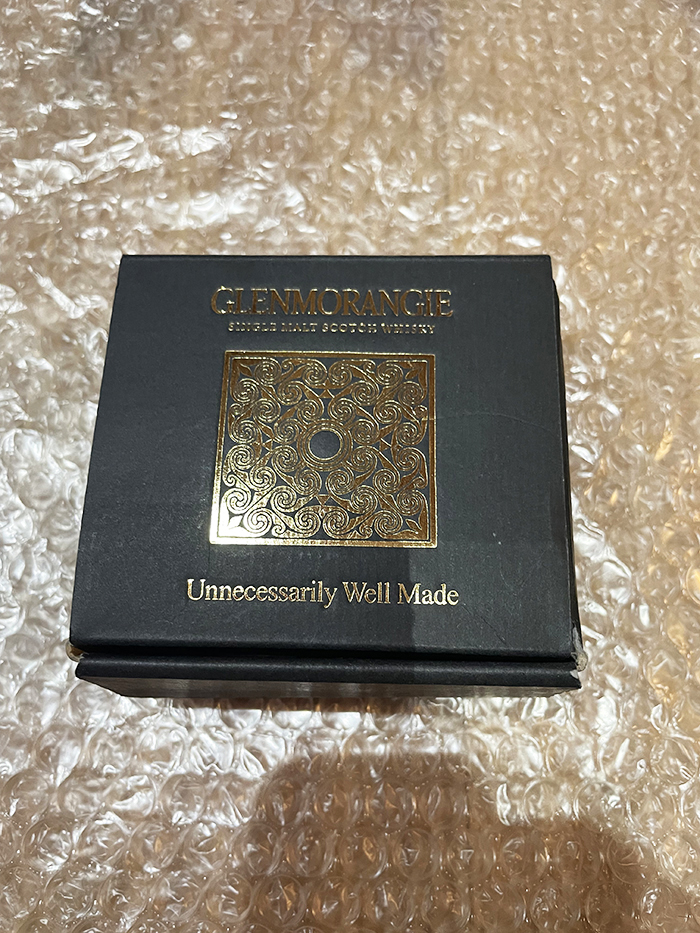 GLENMORANGIE
SINGLE MALT SCOTCH WHISKY
Unnecessarily Well Made